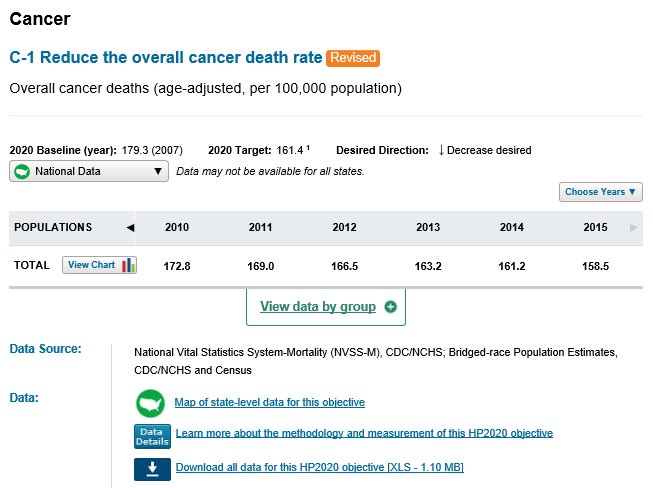 Cancer
C-1 Reduce the overall cancer death rate Revised
Overall cancer deaths (age-adjusted, per 100,000 population)
2020 Baseline (year): 179.3 (2007) 2020 Target: 161.4 1 Desired Direction: ↓ Decrease desired
National Data ▼ Data may not be available for all states.
Choose Years ▼
POPULATIONS ◀ 2010 2011 2012 2013 2014 2015 ▶
TOTAL View Chart 172.8 169.0 166.5 163.2 161.2 158.5
View data by group +
Data Source: National Vital Statistics System-Mortality (NVSS-M), CDC/NCHS; Bridged-race Population Estimates,
CDC/NCHS and Census
Data: Map of state-level data for this objective
Data Details Learn more about the methodology and measurement of this HP2020 objective
Download all data for this HP2020 objective [XLS - 1.10 MB]